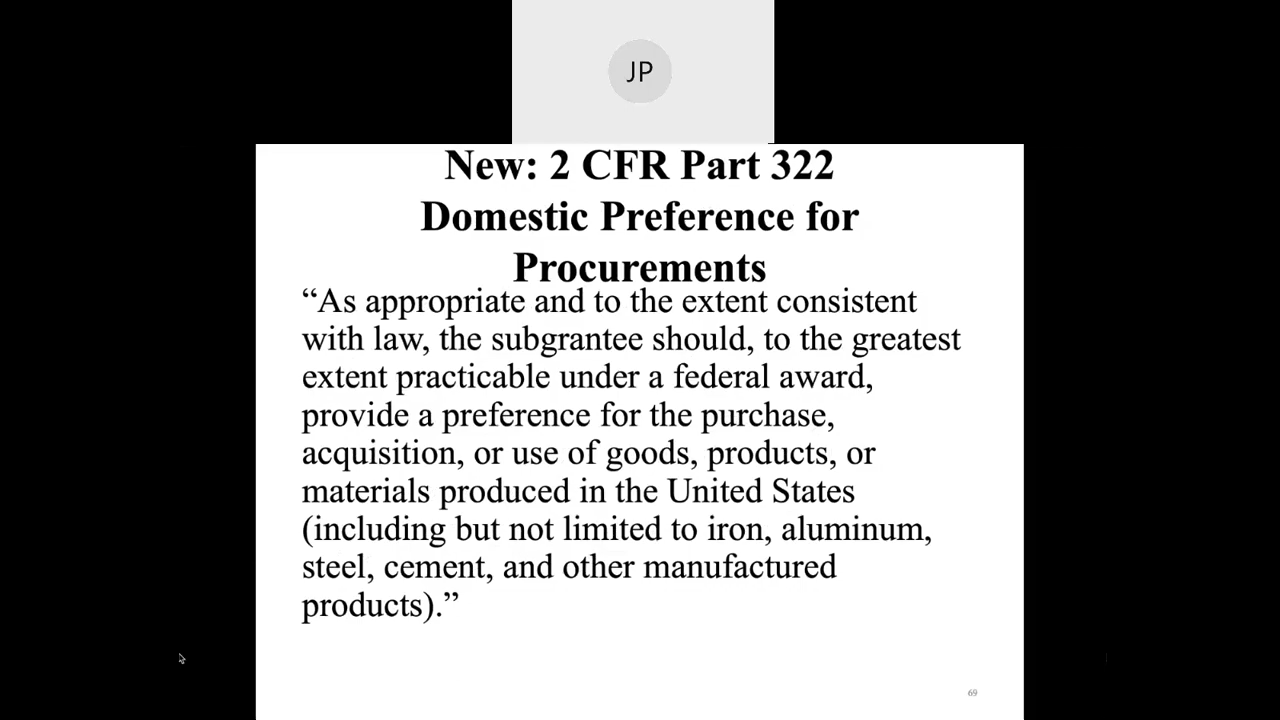 JP
New: 2 CFR Part 322
Domestic Preference for
Procurements
“As appropriate and to the extent consistent
with law, the subgrantee should, to the greatest
extent practicable under a federal award,
provide a preference for the purchase,
acquisition, or use of goods, products, or
materials produced in the United States
(including but not limited to iron, aluminum,
steel, cement, and other manufactured
products).”
69